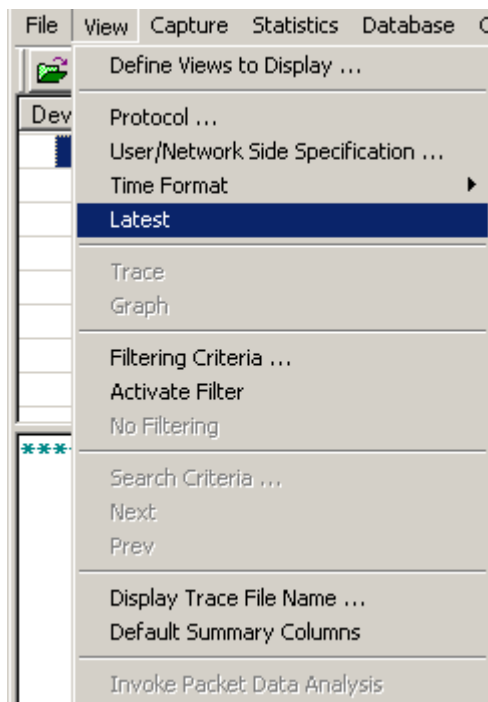 File View Capture Statistics Database
Define Views to Display ...
Dev
Protocol ...
User/Network Side Specification ...
Time Format
Latest
Trace
Graph
Filtering Criteria ...
Activate Filter
No Filtering
***
Search Criteria ...
Next
Prev
Display Trace File Name ...
Default Summary Columns
Invoke Packet Data Analysis